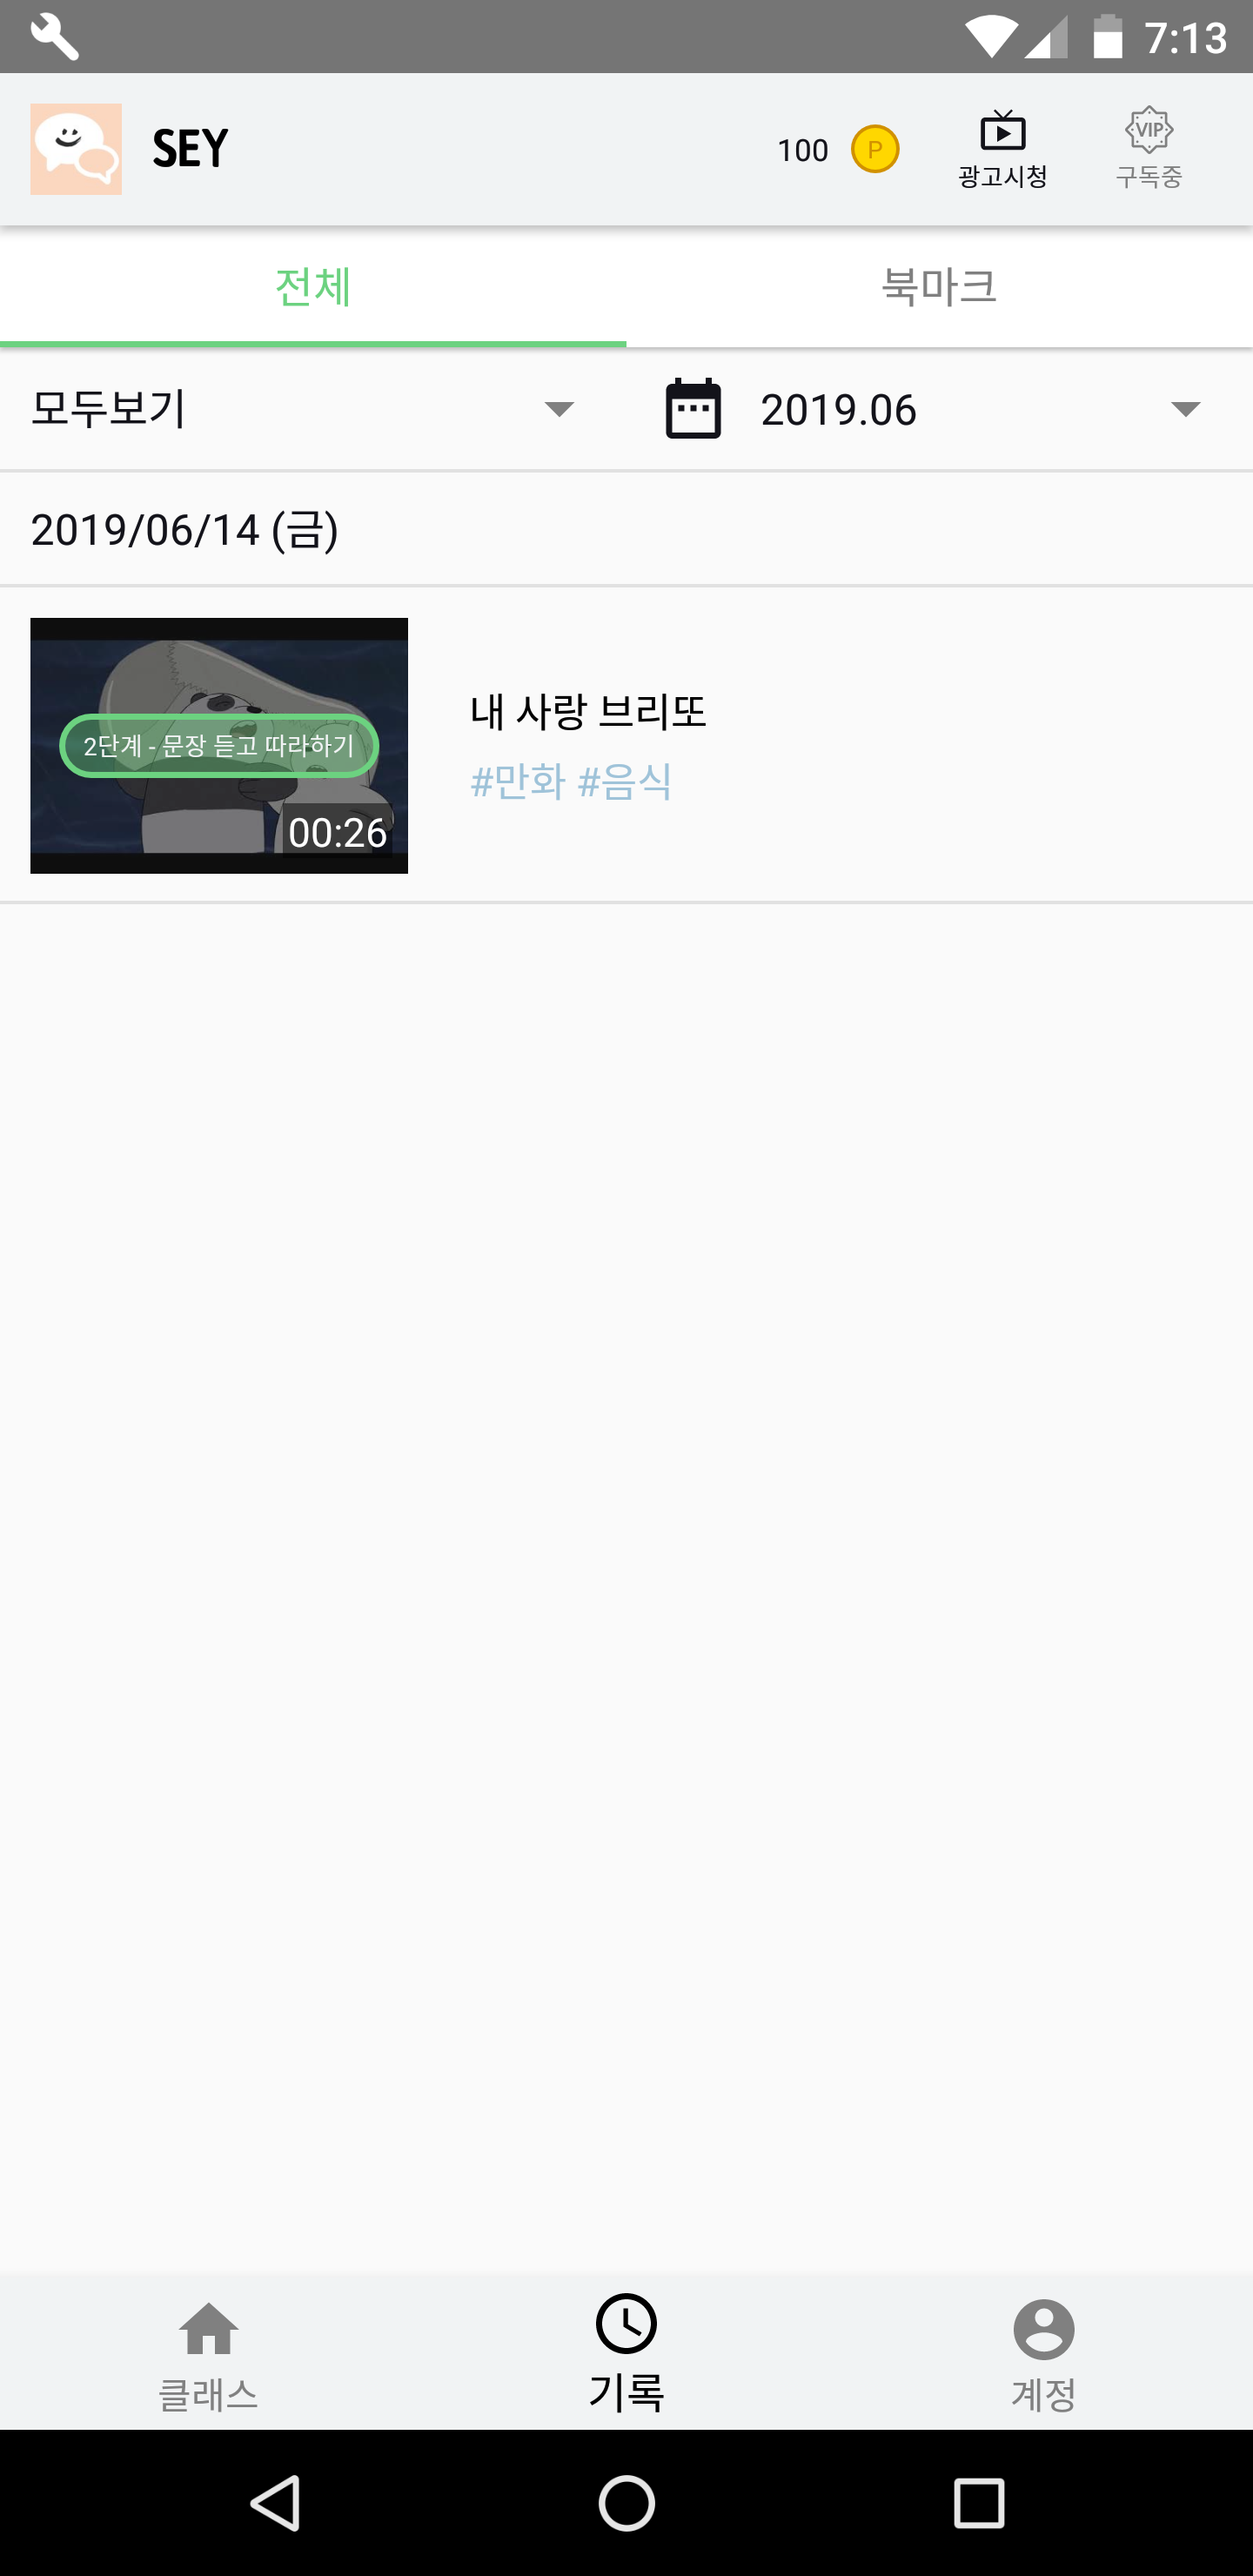 7:13
SEY
100 P
광고시청
VIP
구독중
전체
북마크
모두보기
2019.06
2019/06/14 (금)
2단계 - 문장 듣고 따라하기
00:26
내 사랑 브리또
#만화 #음식
클래스
기록
계정